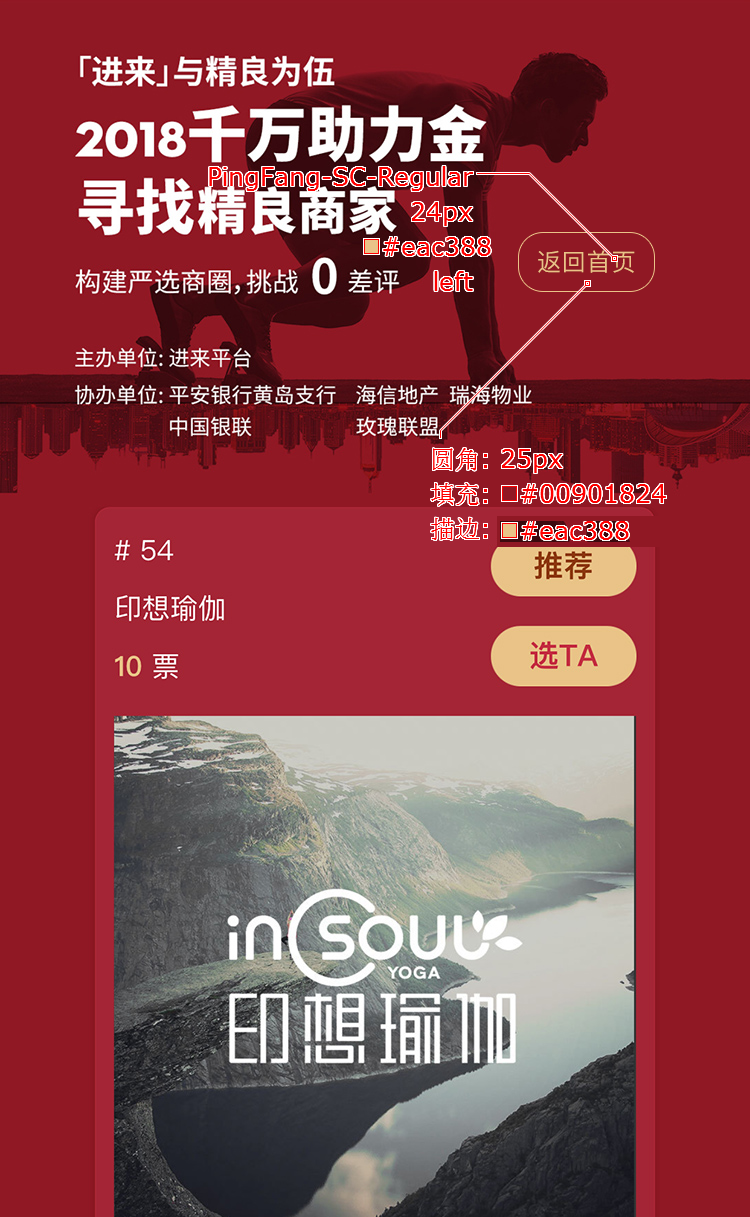 「进来」与精良为伍
2018千万助力金
PingFang-SC-Regular
寻找精良商家
24px
#eac388
返回首页
构建严选商圈,挑战 0 差评
left
主办单位: 进来平台
协办单位: 平安银行黄岛支行 海信地产 瑞海物业
中国银联 玫瑰联盟
圆角: 25px
填充: #00901824
描边: #eac388
# 54
推荐
印想瑜伽
选TA
10 票
inSOUL
YOGA
印想瑜伽